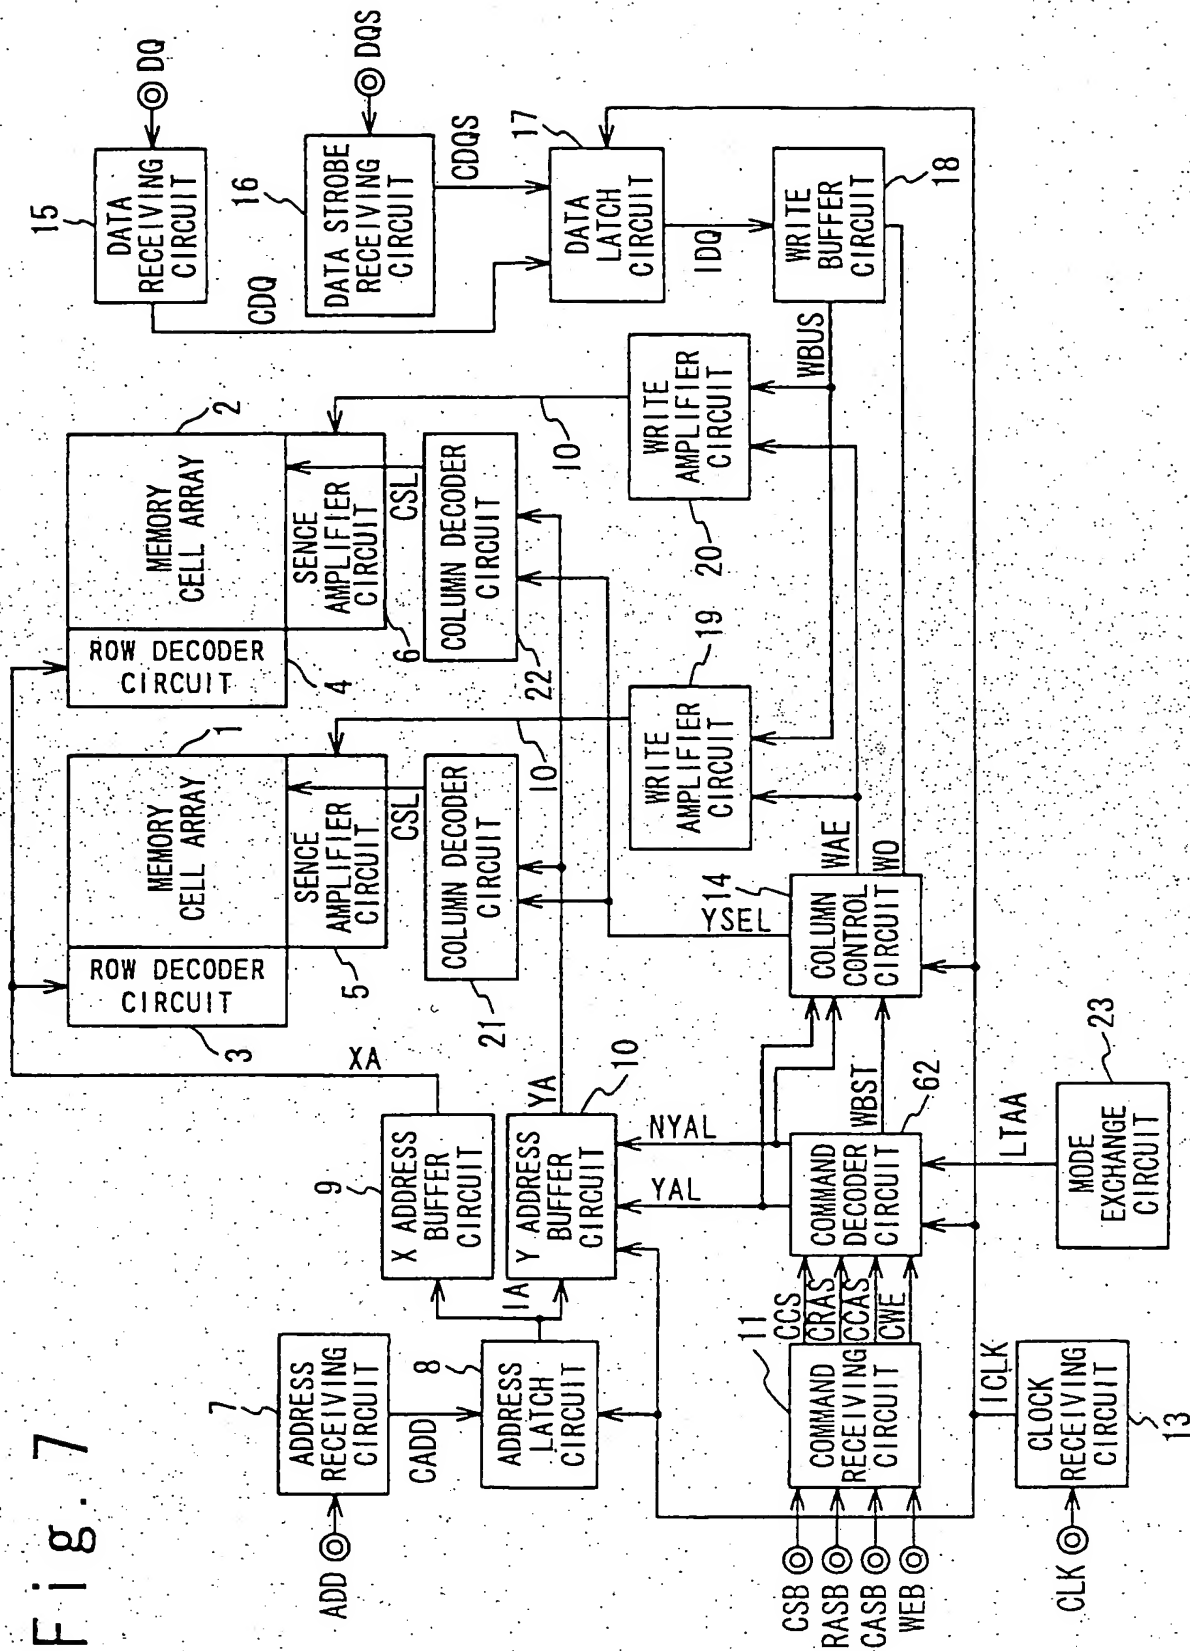 Fig. 7
ADD
7
ADDRESS
RECEIVING
CIRCUIT
CADD
8
ADDRESS
LATCH
CIRCUIT
IA
9
X ADDRESS
BUFFER
CIRCUIT
XA
Y ADDRESS
BUFFER
CIRCUIT
10
YA
3
ROW DECODER
CIRCUIT
1
MEMORY
CELL ARRAY
5
SENCE
AMPLIFIER
CIRCUIT
CSL
21
COLUMN DECODER
CIRCUIT
IO
4
ROW DECODER
CIRCUIT
2
MEMORY
CELL ARRAY
6
SENCE
AMPLIFIER
CIRCUIT
CSL
22
COLUMN DECODER
CIRCUIT
IO
15
DATA
RECEIVING
CIRCUIT
DQ
CDQ
16
DATA STROBE
RECEIVING
CIRCUIT
DQS
CDQS
17
DATA
LATCH
CIRCUIT
IDQ
18
WRITE
BUFFER
CIRCUIT
WBUS
19
WRITE
AMPLIFIER
CIRCUIT
20
WRITE
AMPLIFIER
CIRCUIT
CSB
RASB
CASB
WEB
11
COMMAND
RECEIVING
CIRCUIT
CCS
CRAS
CCAS
CWE
COMMAND
DECODER
CIRCUIT
62
YAL
NYAL
WBST
14
COLUMN
CONTROL
CIRCUIT
YSEL
WAE
WO
CLK
CLOCK
RECEIVING
CIRCUIT
13
ICLK
MODE
EXCHANGE
CIRCUIT
23
LTAA